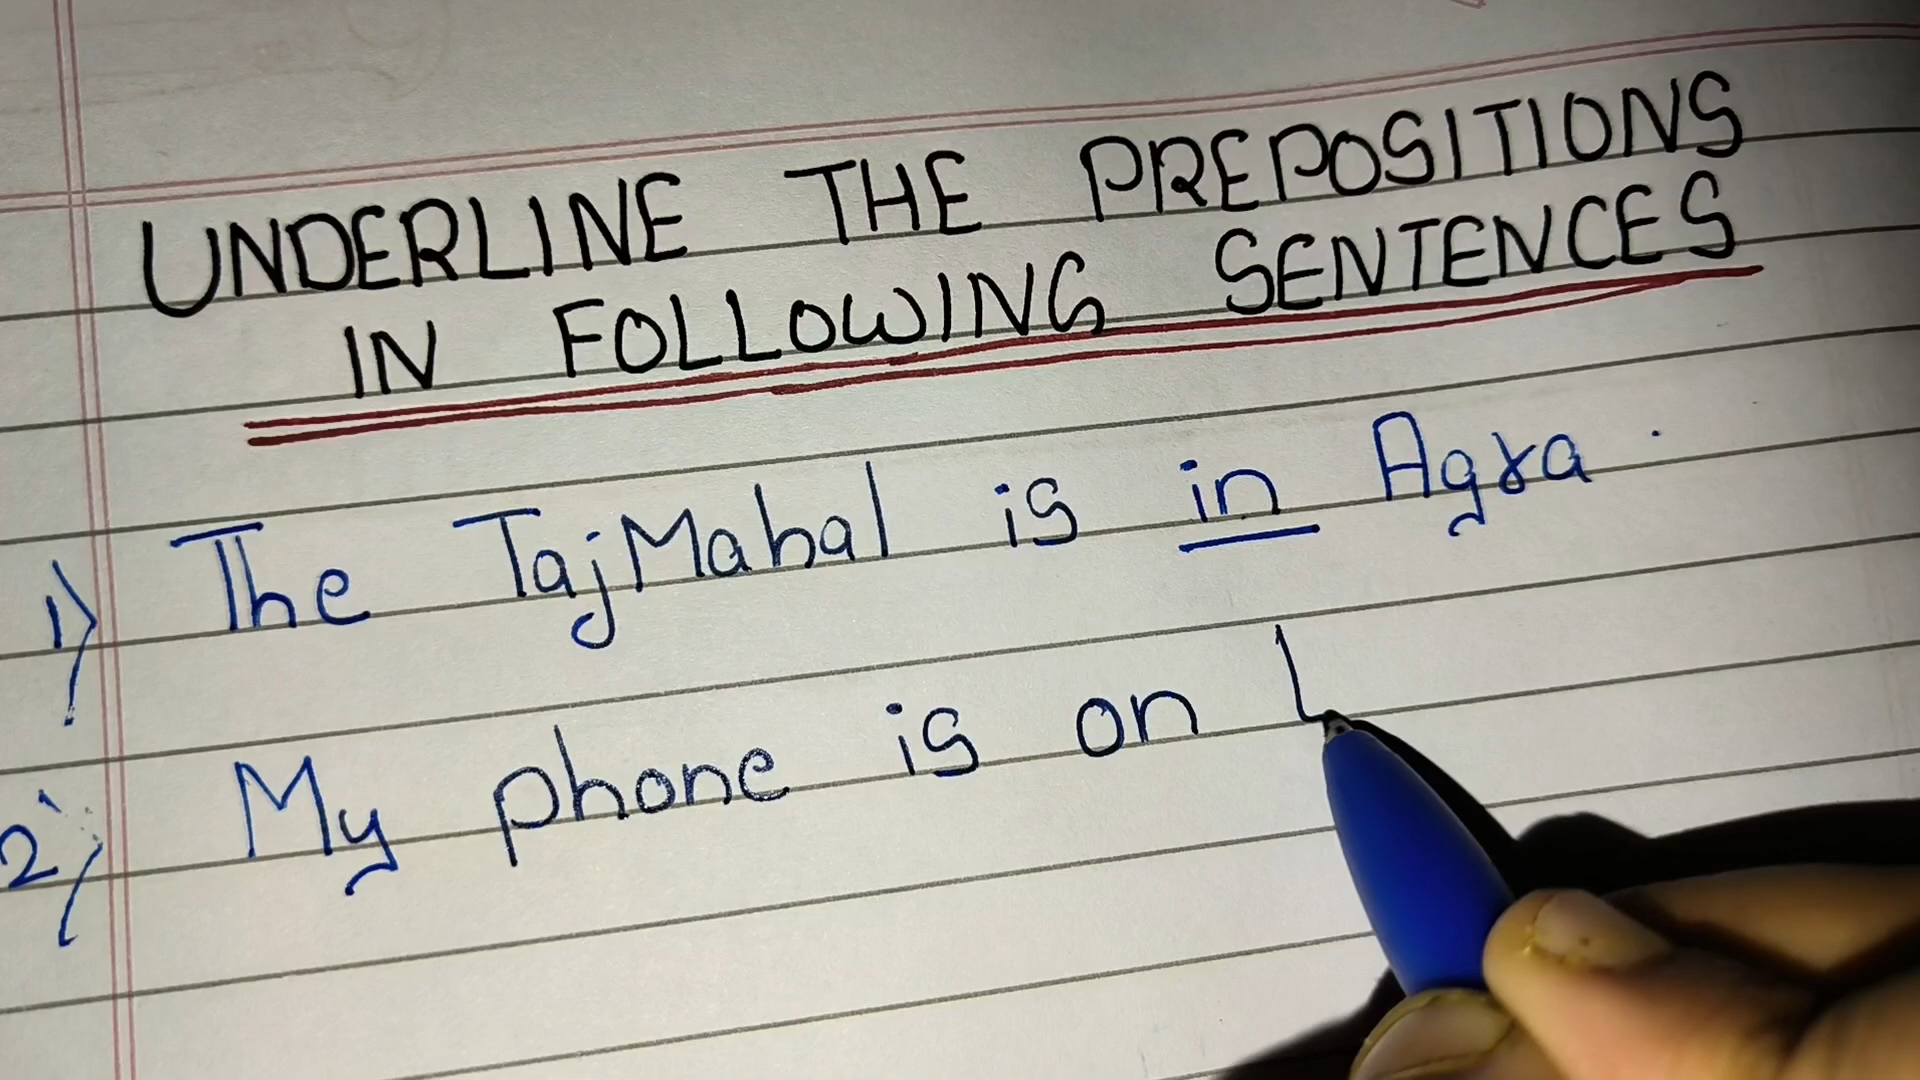 UNDERLINE THE PREPOSITIONS
IN FOLLOWING SENTENCES
1) The TajMahal is in Agra.
2) My phone is on